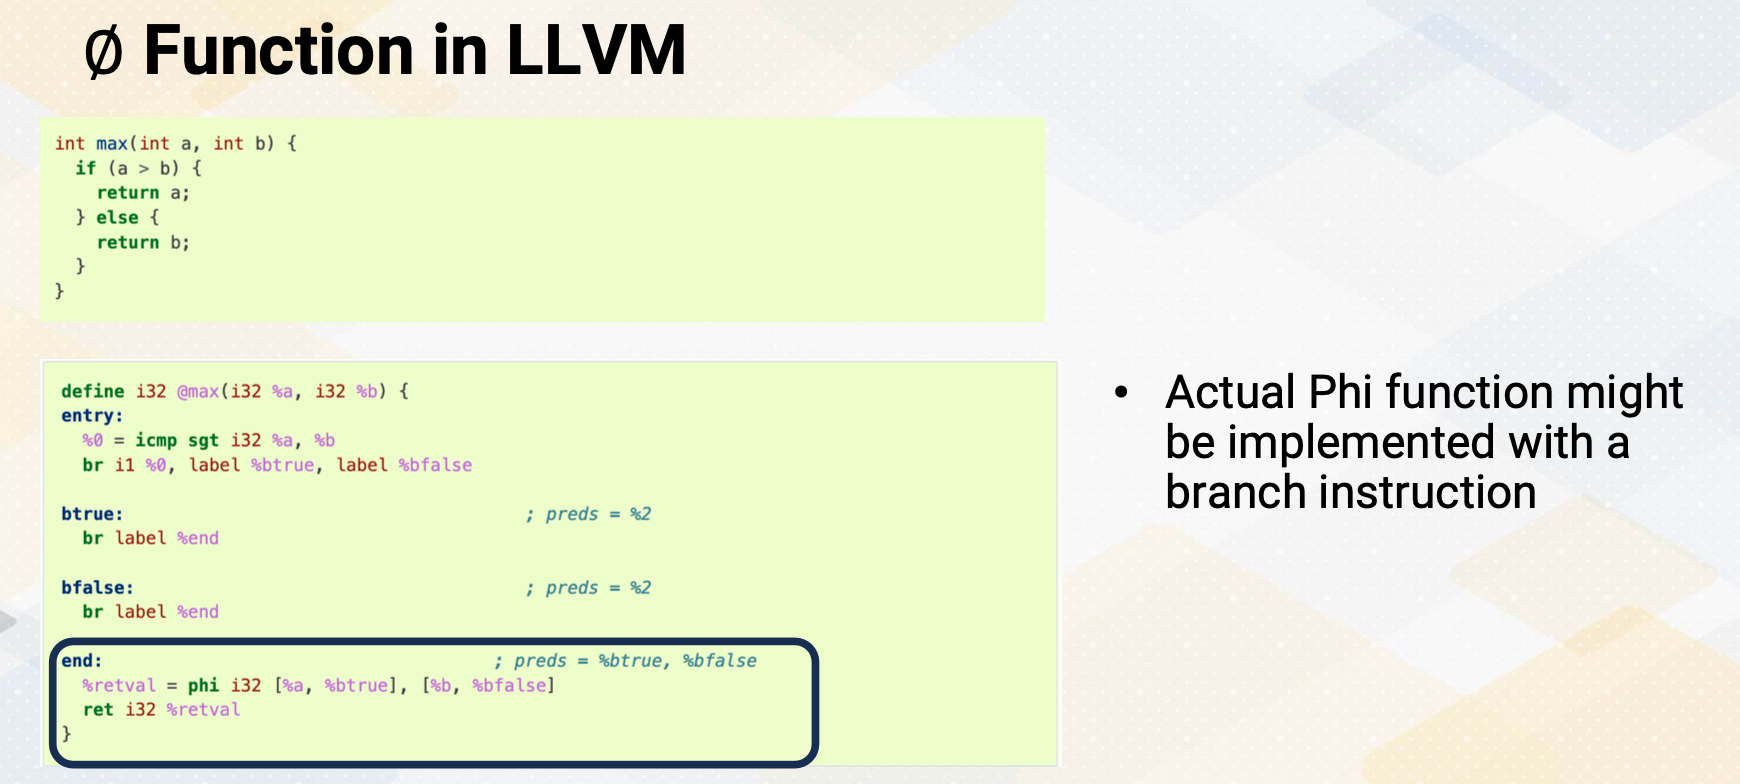 ∅ Function in LLVM
int max(int a, int b) {
  if (a > b) {
    return a;
  } else {
    return b;
  }
}
define i32 @max(i32 %a, i32 %b) {
entry:
  %0 = icmp sgt i32 %a, %b
  br i1 %0, label %btrue, label %bfalse
btrue:                                      ; preds = %2
  br label %end
bfalse:                                     ; preds = %2
  br label %end
end:                                     ; preds = %btrue, %bfalse
  %retval = phi i32 [%a, %btrue], [%b, %bfalse]
  ret i32 %retval
}
• Actual Phi function might
be implemented with a
branch instruction